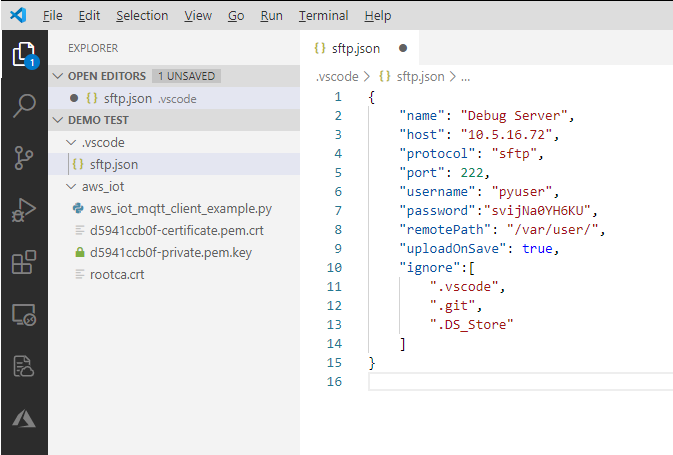 File Edit Selection View Go Run Terminal Help
EXPLORER
OPEN EDITORS 1 UNSAVED
sftp.json .vscode
DEMO TEST
.vscode
sftp.json
aws_iot
aws_iot_mqtt_client_example.py
d5941ccb0f-certificate.pem.crt
d5941ccb0f-private.pem.key
rootca.crt
1
{} sftp.json
.vscode > {} sftp.json > ...
1 {
2 "name": "Debug Server",
3 "host": "10.5.16.72",
4 "protocol": "sftp",
5 "port": 222,
6 "username": "pyuser",
7 "password":"svijNa0YH6KU",
8 "remotePath": "/var/user/",
9 "uploadOnSave": true,
10 "ignore":[
11 ".vscode",
12 ".git",
13 ".DS_Store"
14 ]
15 }
16